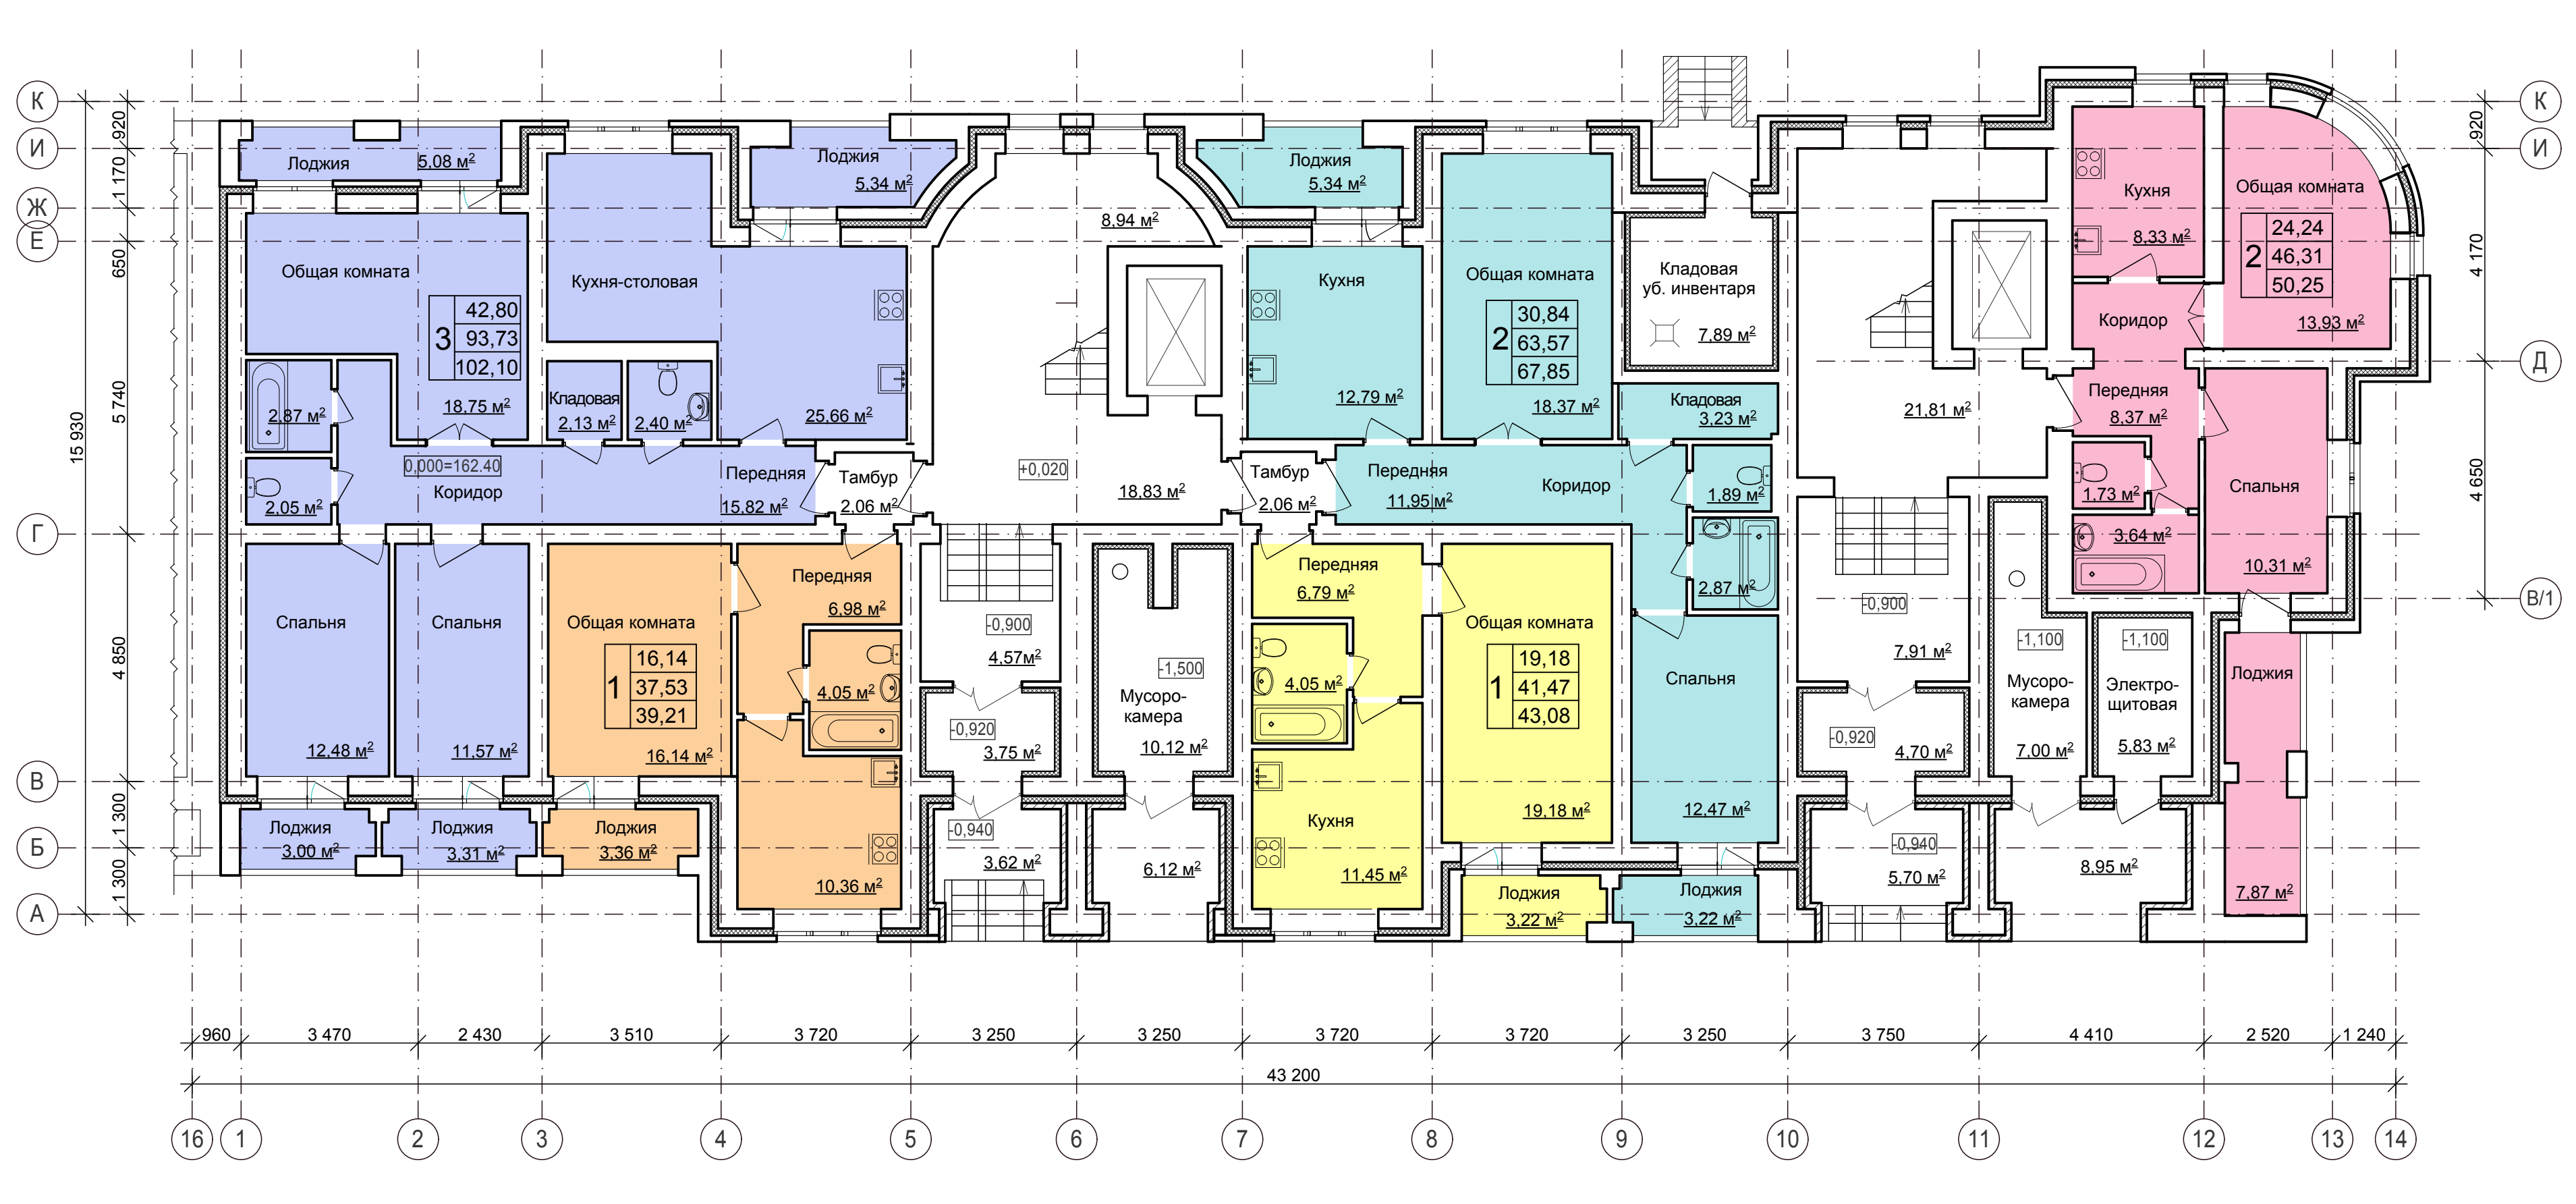 К
И
Ж
Е
Г
В
Б
А
920
1 170
650
5 740
15 930
4 850
1 300
1 300
Лоджия
5,08 м²
Общая комната
3
42,80
93,73
102,10
18,75 м²
2,87 м²
2,05 м²
0,000=162.40
Коридор
Кухня-столовая
25,66 м²
Кладовая
2,13 м²
2,40 м²
Лоджия
5,34 м²
Передняя
15,82 м²
Тамбур
2,06 м²
Спальня
12,48 м²
Спальня
11,57 м²
Лоджия
3,00 м²
Лоджия
3,31 м²
Общая комната
1
16,14
37,53
39,21
16,14 м²
Лоджия
3,36 м²
Передняя
6,98 м²
4,05 м²
10,36 м²
8,94 м²
+0,020
18,83 м²
-0,900
4,57м²
-0,920
3,75 м²
-0,940
3,62 м²
-1,500
Мусоро-
камера
10,12 м²
6,12 м²
Лоджия
5,34 м²
Кухня
12,79 м²
Общая комната
2
30,84
63,57
67,85
18,37 м²
Кладовая
уб. инвентаря
7,89 м²
Кладовая
3,23 м²
Тамбур
2,06 м²
Передняя
11,95 м²
Коридор
1,89 м²
2,87 м²
Спальня
12,47 м²
Лоджия
3,22 м²
Передняя
6,79 м²
4,05 м²
Кухня
11,45 м²
Общая комната
1
19,18
41,47
43,08
19,18 м²
Лоджия
3,22 м²
21,81 м²
-0,900
7,91 м²
-0,920
4,70 м²
-0,940
5,70 м²
-1,100
Мусоро-
камера
7,00 м²
-1,100
Электро-
щитовая
5,83 м²
8,95 м²
Кухня
8,33 м²
Общая комната
2
24,24
46,31
50,25
13,93 м²
Коридор
Передняя
8,37 м²
1,73 м²
3,64 м²
Спальня
10,31 м²
Лоджия
7,87 м²
К
И
Д
В/1
920
4 170
4 650
960
3 470
2 430
3 510
3 720
3 250
3 250
3 720
3 720
3 250
3 750
4 410
2 520
1 240
43 200
16
1
2
3
4
5
6
7
8
9
10
11
12
13
14